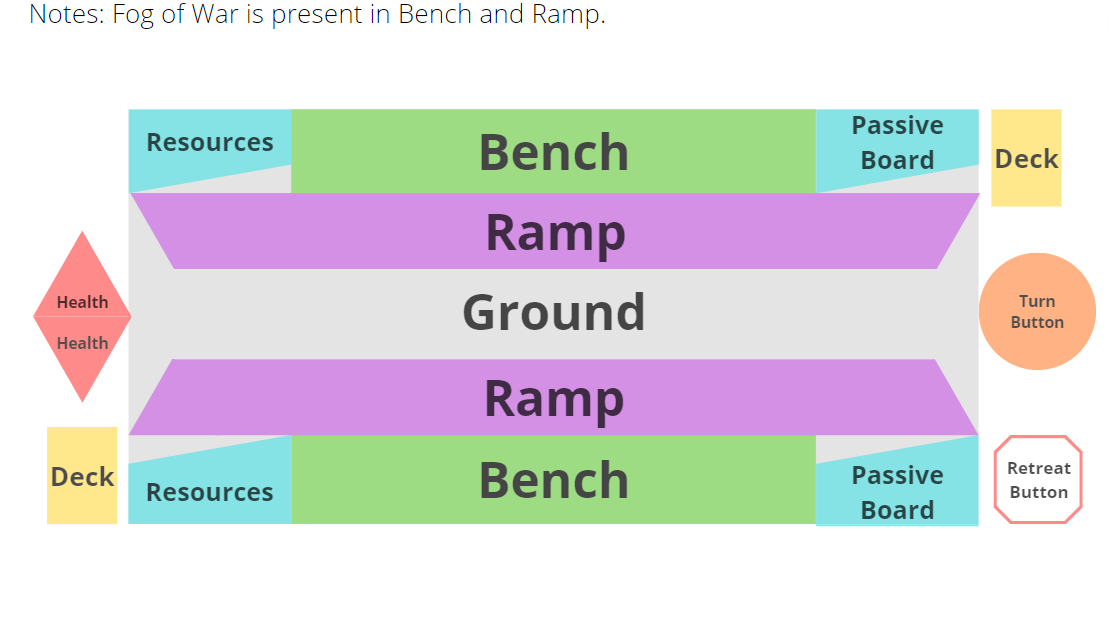 Notes: Fog of War is present in Bench and Ramp.
Resources
Bench
Passive
Board
Deck
Ramp
Health
Health
Ground
Turn
Button
Ramp
Deck
Resources
Bench
Passive
Board
Retreat
Button